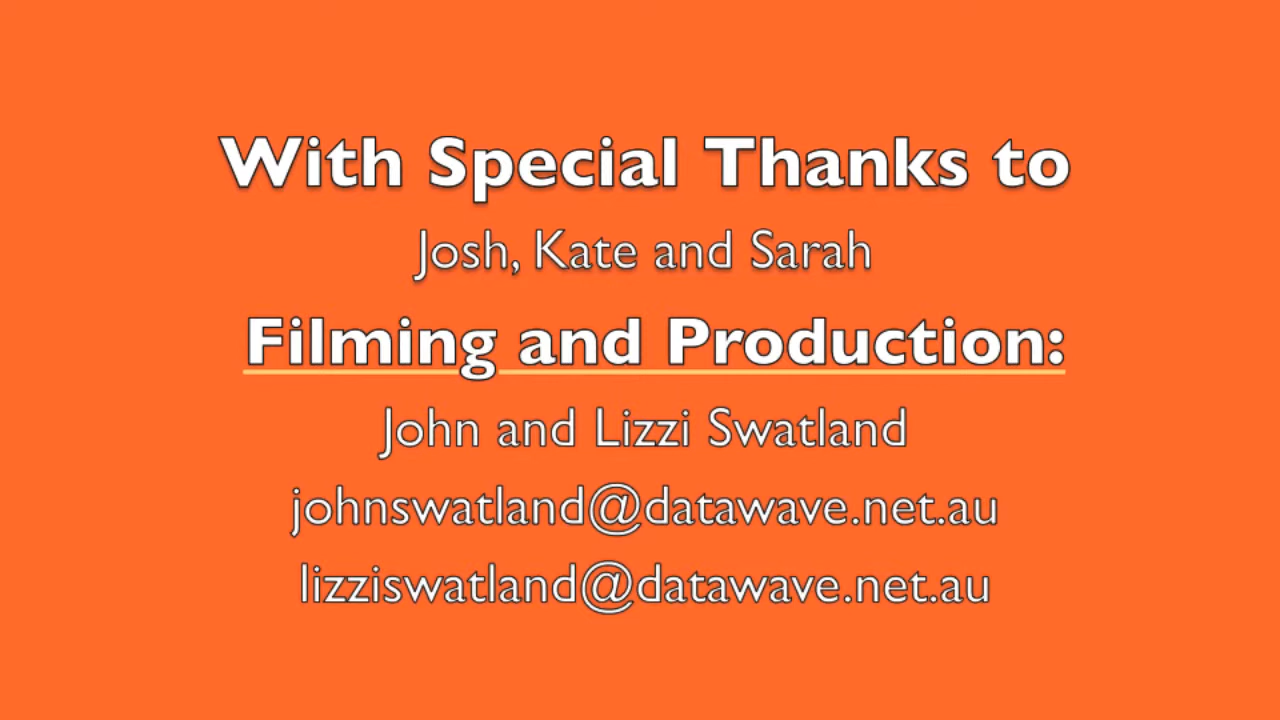 With Special Thanks to
Josh, Kate and Sarah
Filming and Production:
John and Lizzi Swatland
johnswatland@datawave.net.au
lizziswatland@datawave.net.au